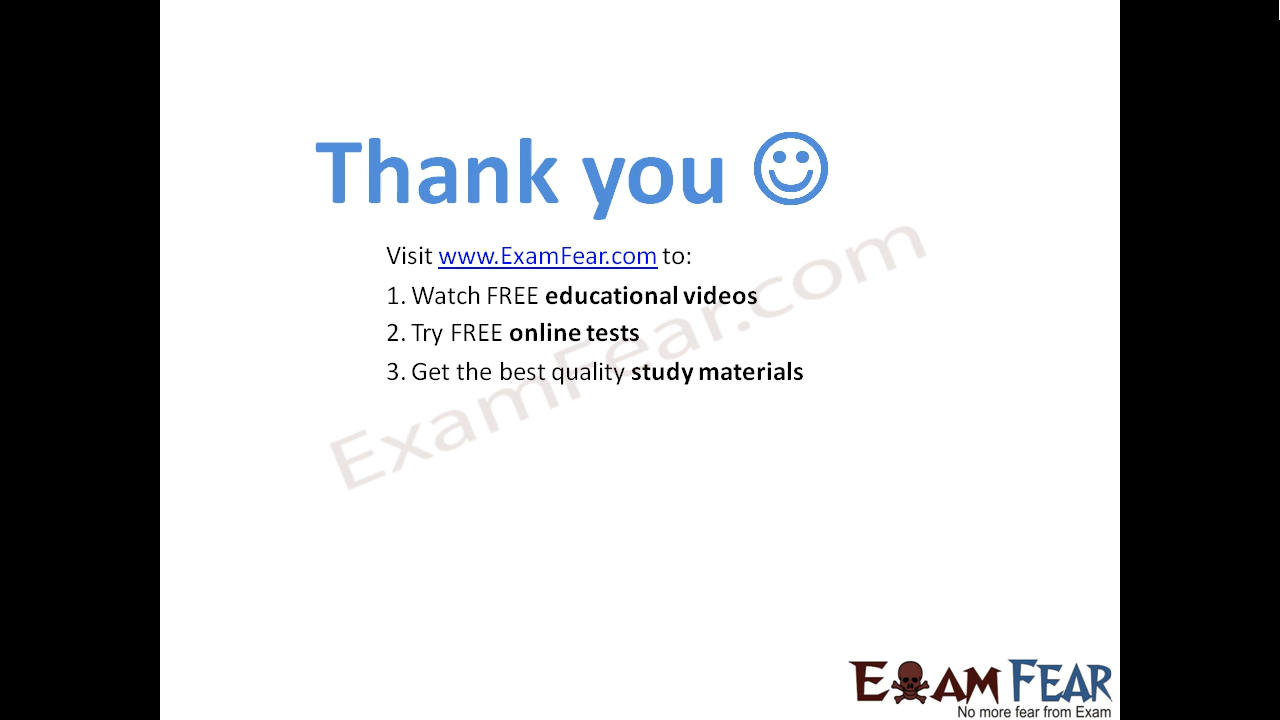 Thank you ☺
Visit www.ExamFear.com to:
1. Watch FREE educational videos
2. Try FREE online tests
3. Get the best quality study materials
ExamFear.com
EXAM FEAR
No more fear from Exam